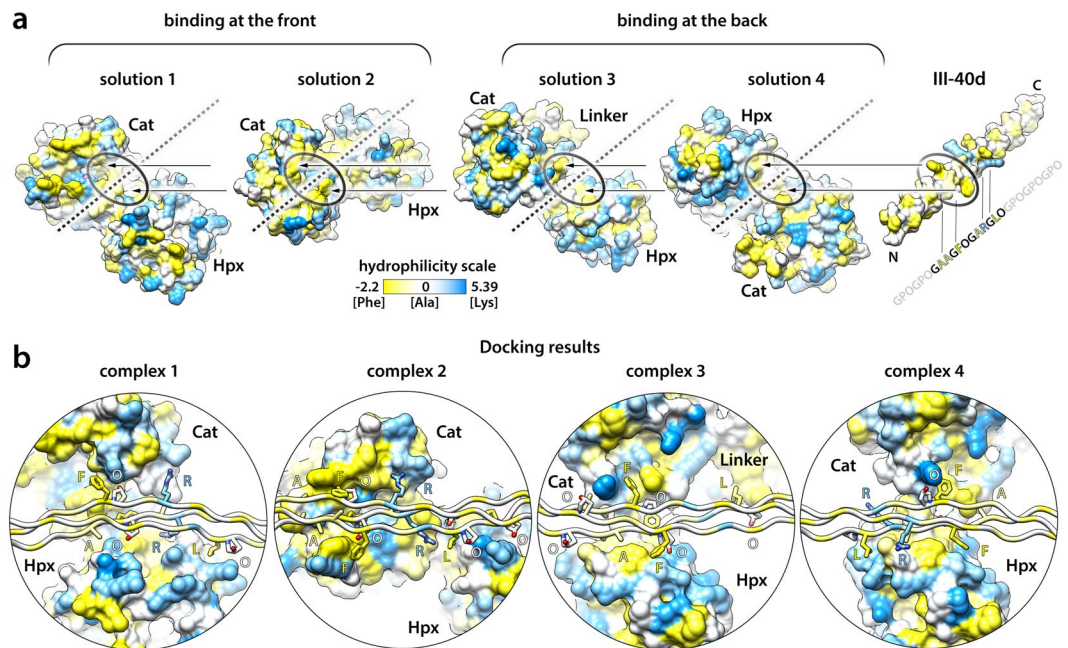 a
binding at the front
binding at the back
solution 1
solution 2
solution 3
solution 4
III-40d
Cat
Cat
Cat
Linker
Hpx
C
Hpx
Hpx
Hpx
Cat
N
GPOGPOGAAGFOGARGLOGPOGPOGPO
hydrophilicity scale
-2.2 0 5.39
[Phe] [Ala] [Lys]
b
Docking results
complex 1
complex 2
complex 3
complex 4
Cat
F O R
A O R L O
Hpx
Cat
A F O R
F R L O
Hpx
Cat
Linker
O F O L
O A F O O
Hpx
Cat
O F
R A
L R F
Hpx